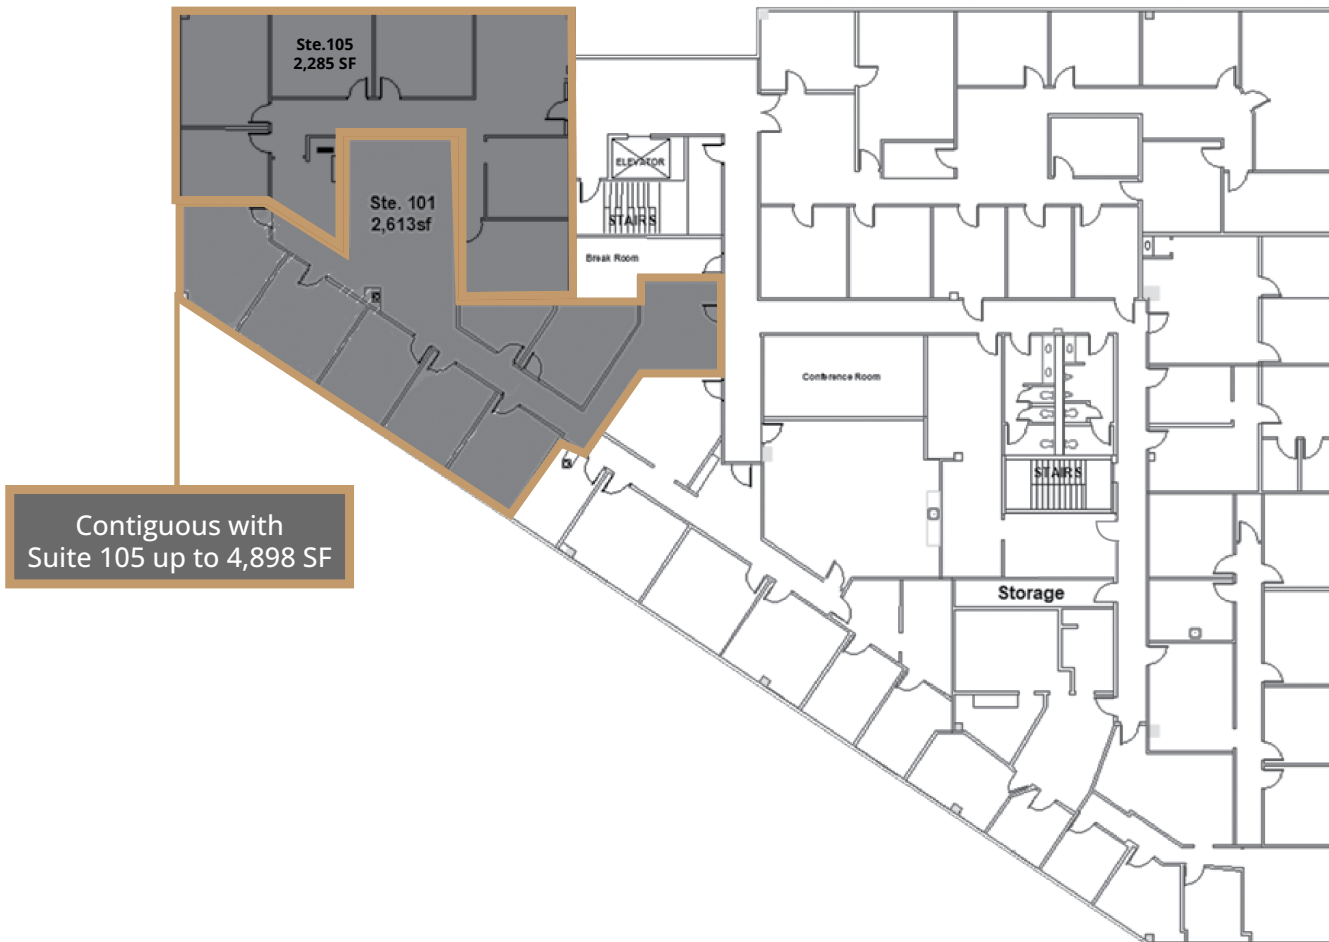 Ste.105
2,285 SF
ELEVATOR
Ste. 101
2,613sf
STAIRS
Break Room
Conference Room
STAIRS
Contiguous with
Suite 105 up to 4,898 SF
Storage